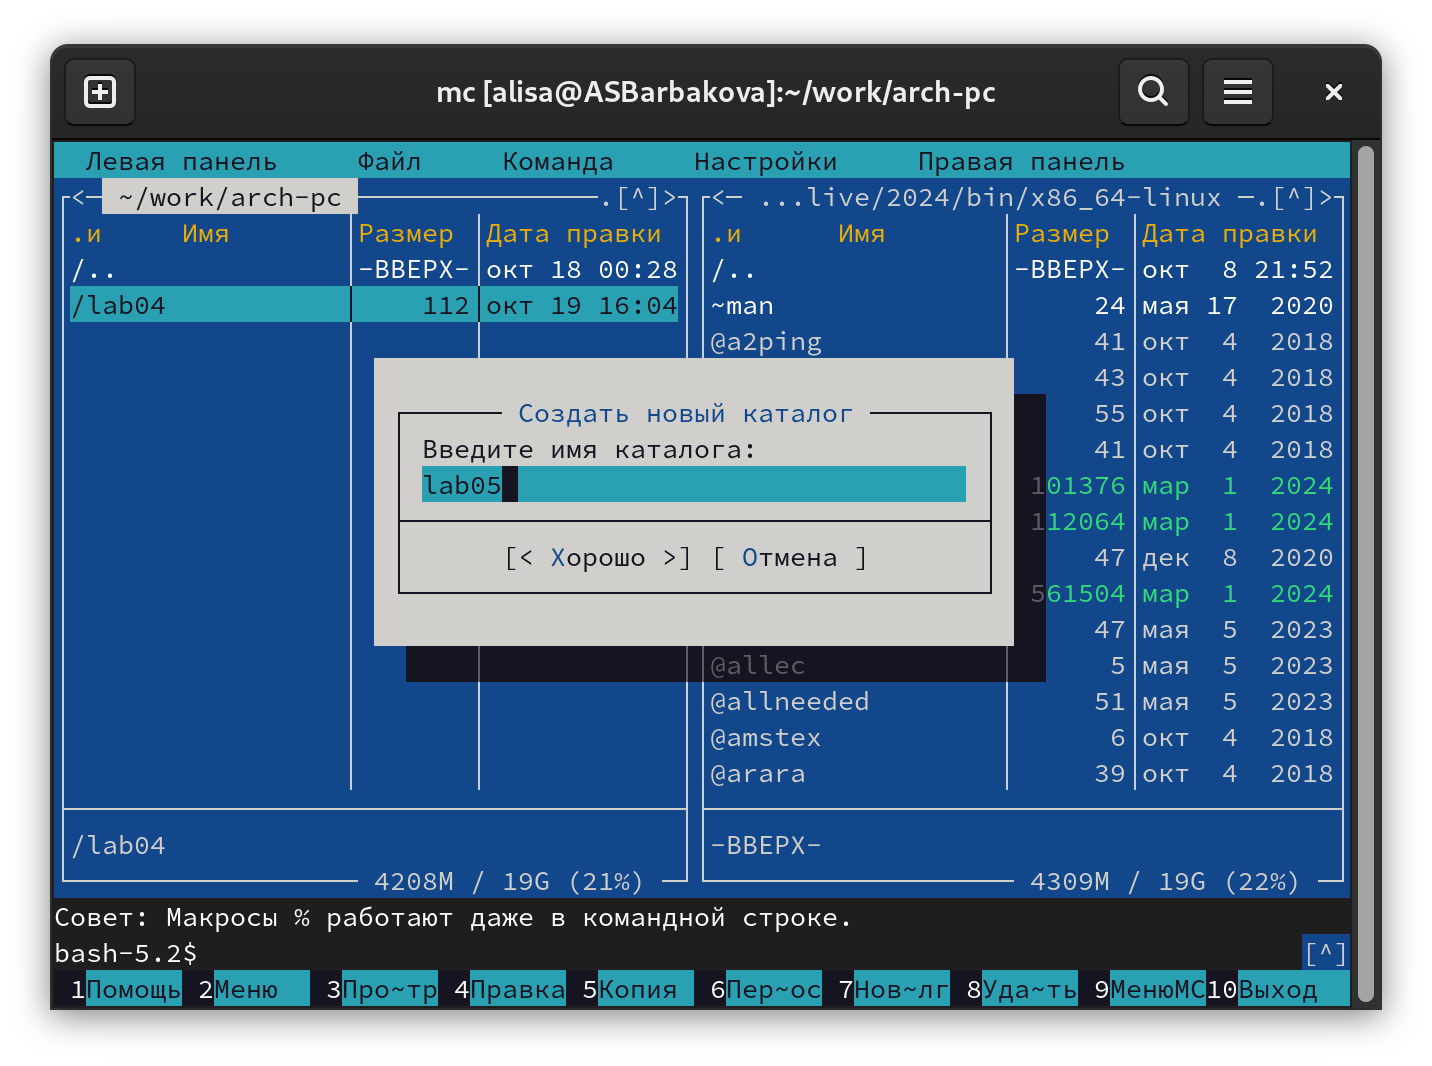 mc [alisa@ASBarbakova]:~/work/arch-pc
Левая панель Файл Команда Настройки Правая панель
<─ ~/work/arch-pc .[^]> <─ ...live/2024/bin/x86_64-linux ─.[^]>
.и Имя Размер Дата правки .и Имя Размер Дата правки
/.. -ВВЕРХ- окт 18 00:28 /.. -ВВЕРХ- окт 8 21:52
/lab04 112 окт 19 16:04 ~man 24 мая 17 2020
@a2ping 41 окт 4 2018
43 окт 4 2018
Создать новый каталог 55 окт 4 2018
Введите имя каталога: 41 окт 4 2018
lab05 101376 мар 1 2024
112064 мар 1 2024
[< Хорошо >] [ Отмена ] 47 дек 8 2020
561504 мар 1 2024
47 мая 5 2023
@allec 5 мая 5 2023
@allneeded 51 мая 5 2023
@amstex 6 окт 4 2018
@arara 39 окт 4 2018
/lab04 -ВВЕРХ-
4208M / 19G (21%) 4309M / 19G (22%)
Совет: Макросы % работают даже в командной строке.
bash-5.2$ [^]
1Помощь 2Меню 3Про~тр 4Правка 5Копия 6Пер~ос 7Нов~лг 8Уда~ть 9МенюМС 10Выход